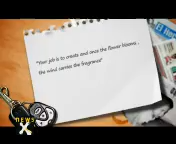 "Your job is to create and once the flower blooms ,
the wind carries the fragrance"
NEWS
X